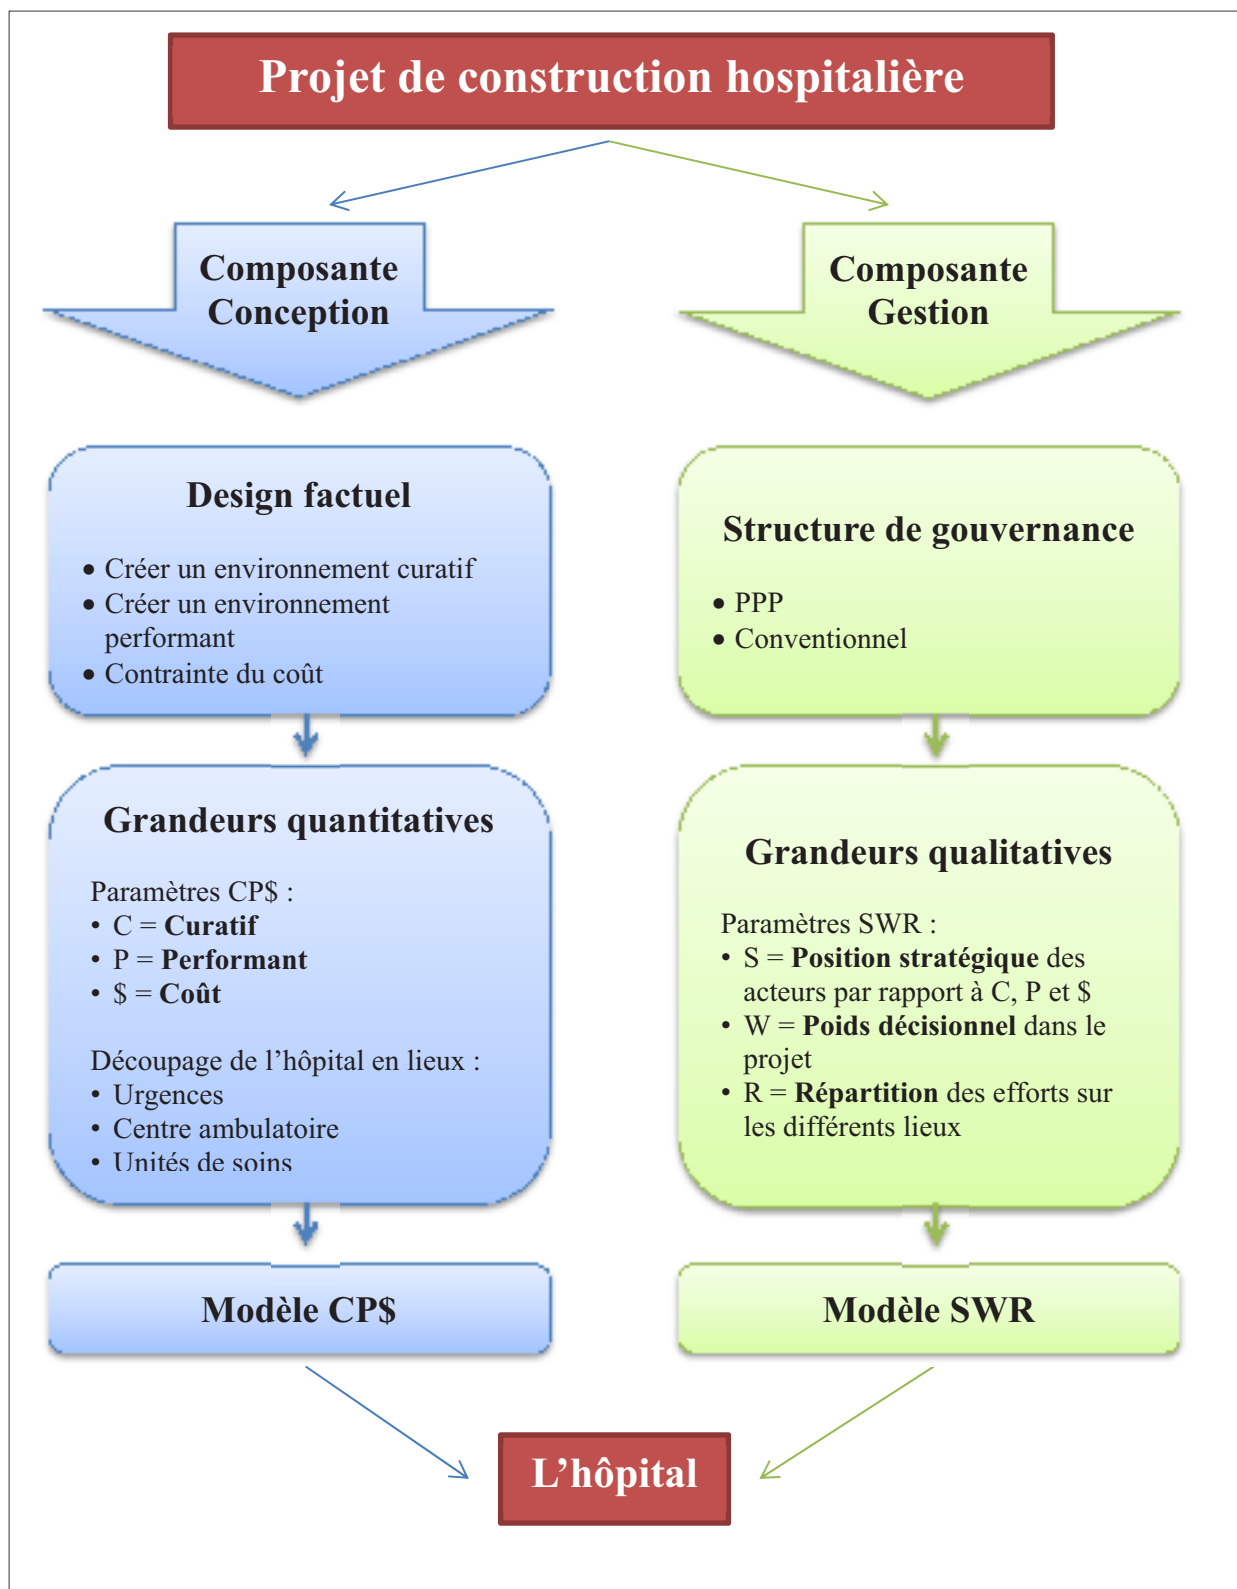 Projet de construction hospitalière
Composante
Conception
Design factuel
• Créer un environnement curatif
• Créer un environnement
performant
• Contrainte du coût
Grandeurs quantitatives
Paramètres CP$ :
• C = Curatif
• P = Performant
• $ = Coût
Découpage de l’hôpital en lieux :
• Urgences
• Centre ambulatoire
• Unités de soins
Modèle CP$
Composante
Gestion
Structure de gouvernance
• PPP
• Conventionnel
Grandeurs qualitatives
Paramètres SWR :
• S = Position stratégique des
acteurs par rapport à C, P et $
• W = Poids décisionnel dans le
projet
• R = Répartition des efforts sur
les différents lieux
Modèle SWR
L’hôpital